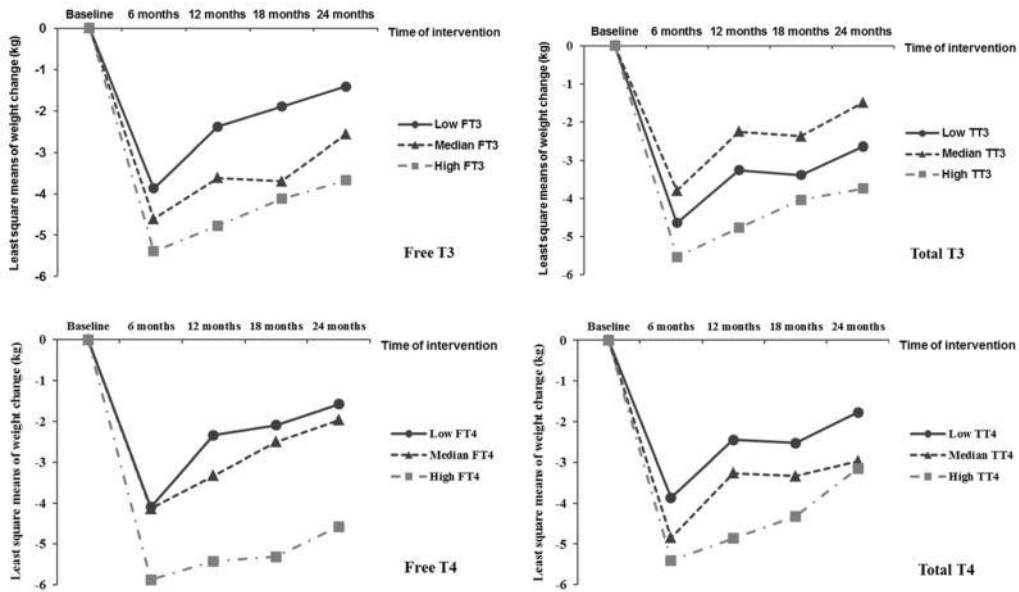 Baseline 6 months 12 months 18 months 24 months
0
-1
-2
-3
-4
-5
-6
Least square means of weight change (kg)
Time of intervention
Low FT3
Median FT3
High FT3
Free T3
Baseline 6 months 12 months 18 months 24 months
0
-1
-2
-3
-4
-5
-6
Least square means of weight change (kg)
Time of intervention
Low TT3
Median TT3
High TT3
Total T3
Baseline 6 months 12 months 18 months 24 months
0
-1
-2
-3
-4
-5
-6
Least square means of weight change (kg)
Time of intervention
Low FT4
Median FT4
High FT4
Free T4
Baseline 6 months 12 months 18 months 24 months
0
-1
-2
-3
-4
-5
-6
Least square means of weight change (kg)
Time of intervention
Low TT4
Median TT4
High TT4
Total T4